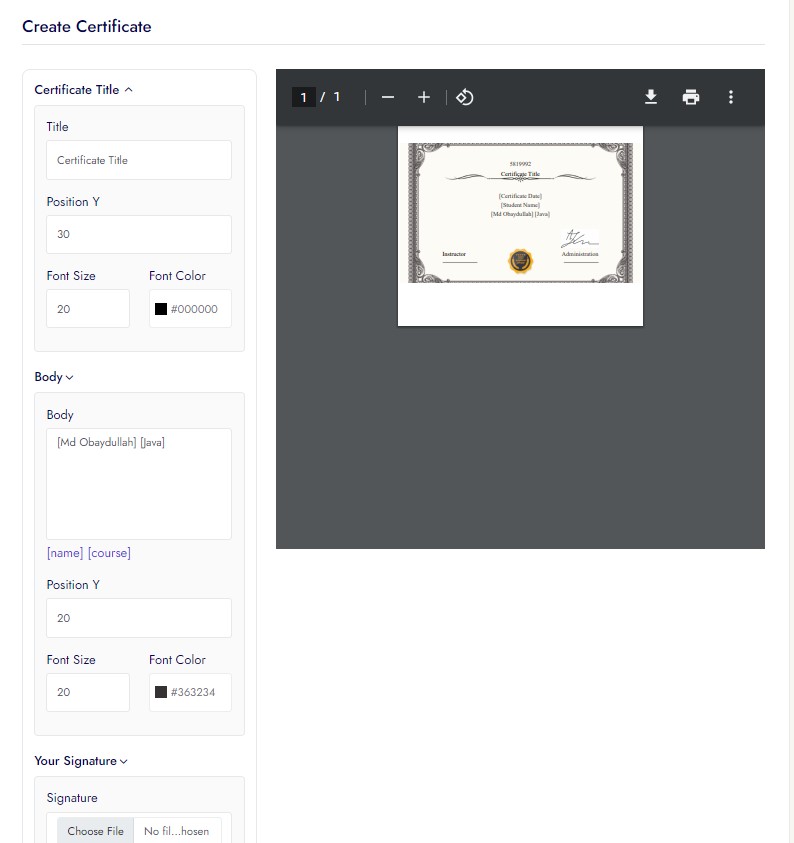 Create Certificate
Certificate Title
Title
Certificate Title
Position Y
30
Font Size Font Color
20 #000000
Body
Body
[Md Obaydullah] [Java]
[name] [course]
Position Y
20
Font Size Font Color
20 #363234
Your Signature
Signature
Choose File No fil...hosen
1 / 1
5819992
Certificate Title
[Certificate Date]
[Student Name]
[Md Obaydullah] [Java]
Instructor
Administration